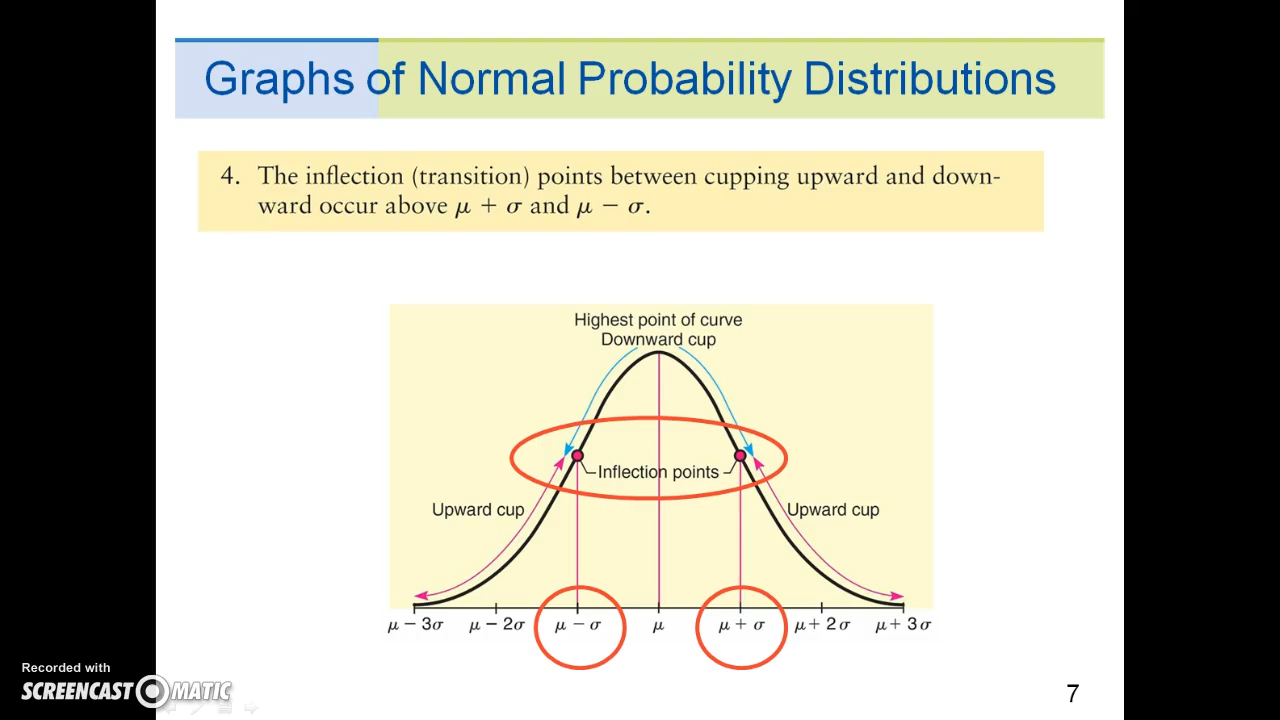 Graphs of Normal Probability Distributions
4. The inflection (transition) points between cupping upward and down-
ward occur above μ + σ and μ − σ.
Highest point of curve
Downward cup
Inflection points
Upward cup
Upward cup
μ − 3σ μ − 2σ μ − σ μ μ + σ μ + 2σ μ + 3σ
Recorded with
SCREENCAST MATIC
7